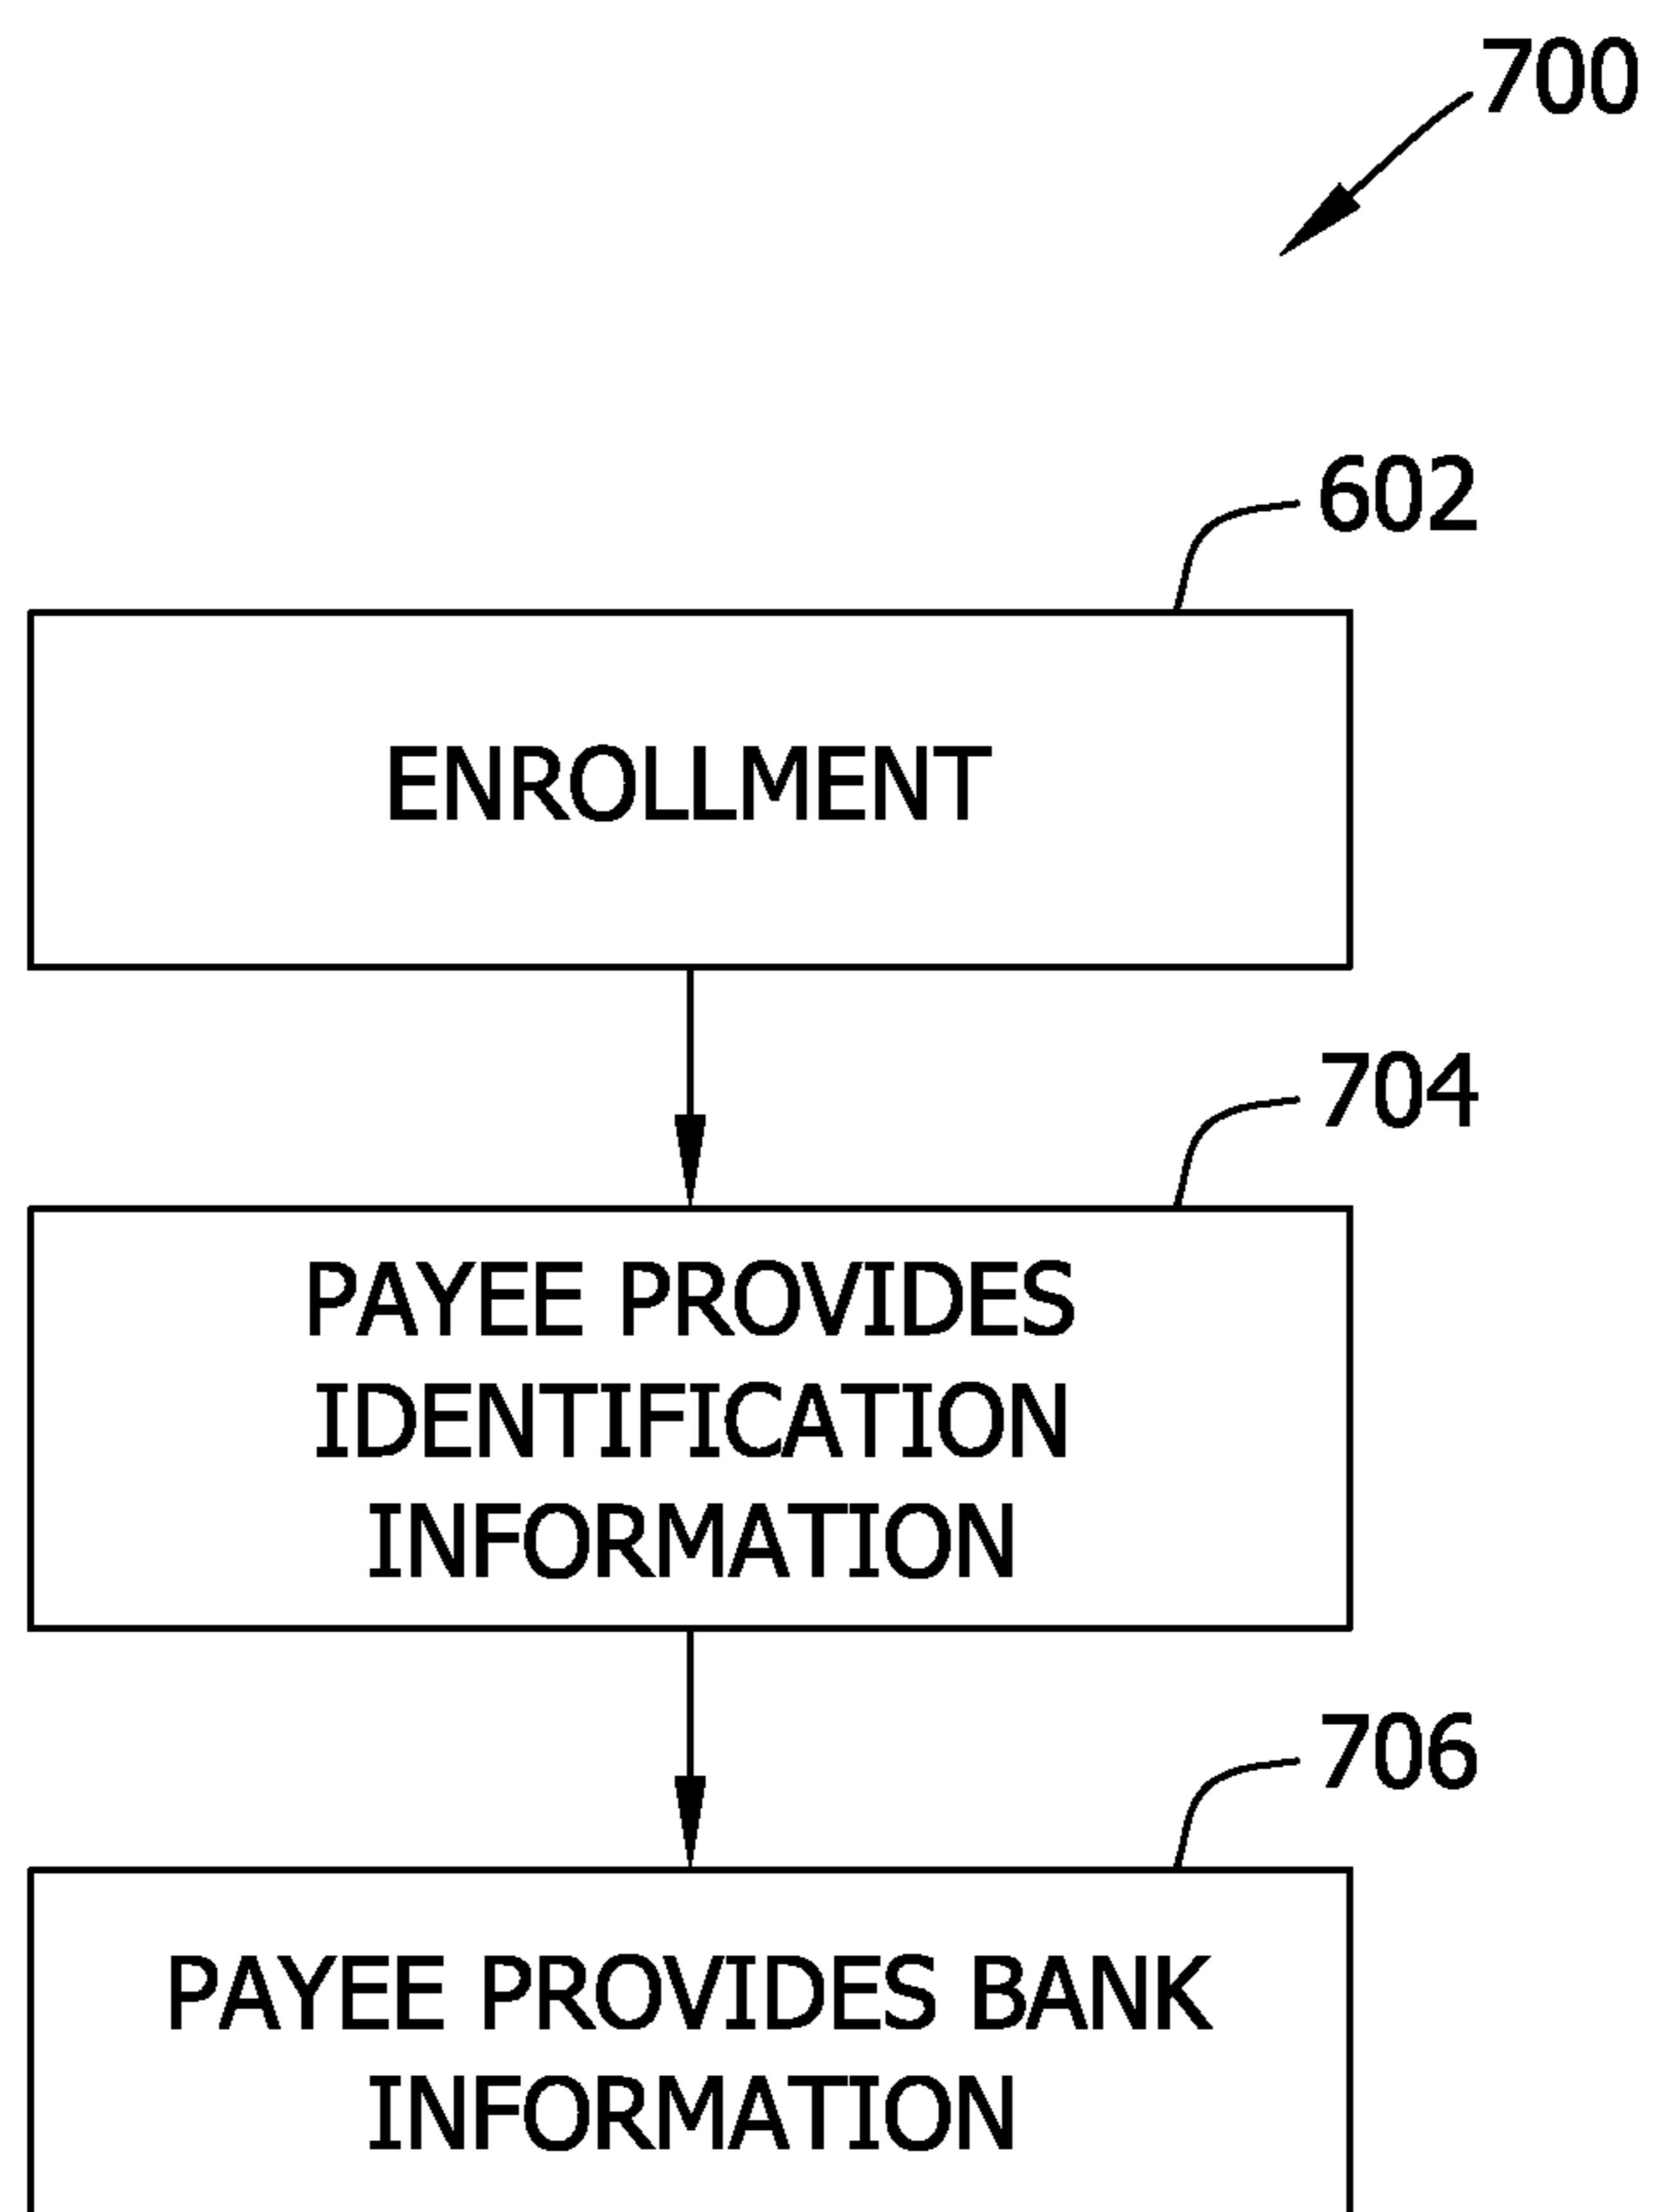 700
602
ENROLLMENT
704
PAYEE PROVIDES
IDENTIFICATION
INFORMATION
706
PAYEE PROVIDES BANK
INFORMATION